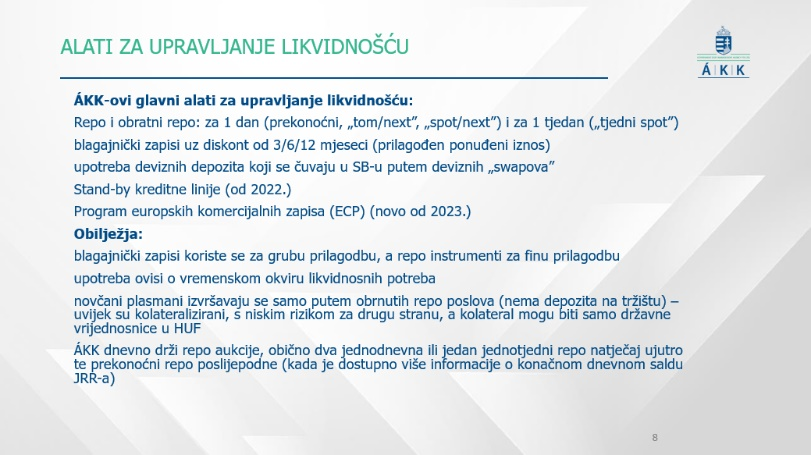 ALATI ZA UPRAVLJANJE LIKVIDNOŠĆU
Á K K
ÁKK-ovi glavni alati za upravljanje likvidnošću:
Repo i obratni repo: za 1 dan (prekonoćni, „tom/next”, „spot/next”) i za 1 tjedan („tjedni spot”)
blagajnički zapisi uz diskont od 3/6/12 mjeseci (prilagođen ponuđeni iznos)
upotreba deviznih depozita koji se čuvaju u SB-u putem deviznih „swapova”
Stand-by kreditne linije (od 2022.)
Program europskih komercijalnih zapisa (ECP) (novo od 2023.)
Obilježja:
blagajnički zapisi koriste se za grubu prilagodbu, a repo instrumenti za finu prilagodbu
upotreba ovisi o vremenskom okviru likvidnosnih potreba
novčani plasmani izvršavaju se samo putem obrnutih repo poslova (nema depozita na tržištu) –
uvijek su kolateralizirani, s niskim rizikom za drugu stranu, a kolateral mogu biti samo državne
vrijednosnice u HUF
ÁKK dnevno drži repo aukcije, obično dva jednodnevna ili jedan jednotjedni repo natječaj ujutro
te prekonoćni repo poslijepodne (kada je dostupno više informacije o konačnom dnevnom saldu
JRR-a)
8